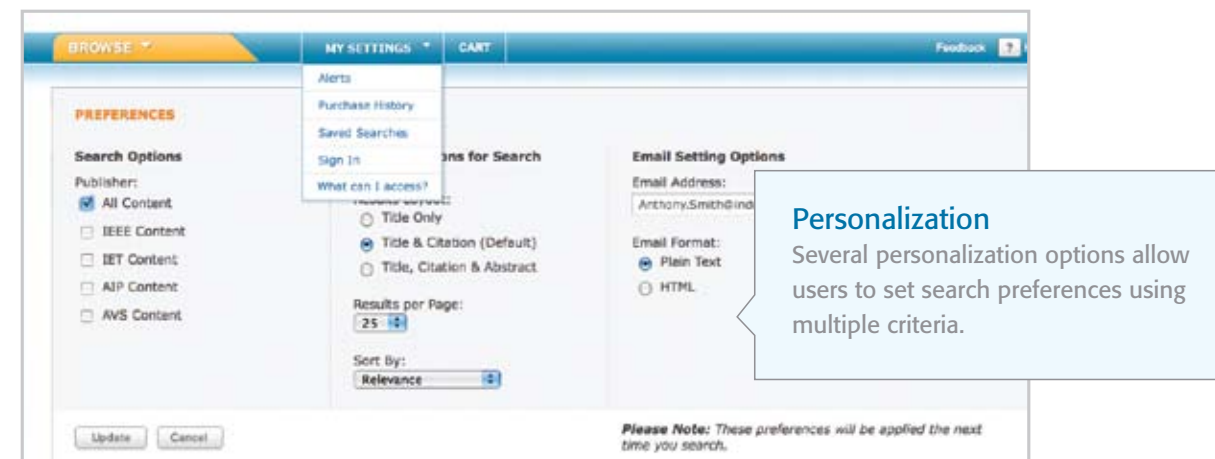 BROWSE
MY SETTINGS
CART
Feedback
?
Alerts
Purchase History
Saved Searches
Sign In
What can I access?
PREFERENCES
Search Options
Publisher:
All Content
IEEE Content
IET Content
AIP Content
AVS Content
ons for Search
Title Only
Title & Citation (Default)
Title, Citation & Abstract
Results per Page:
25
Sort By:
Relevance
Email Setting Options
Email Address:
Anthony.Smith@ind
Email Format:
Plain Text
HTML
Personalization
Several personalization options allow
users to set search preferences using
multiple criteria.
Update
Cancel
Please Note: These preferences will be applied the next
time you search.